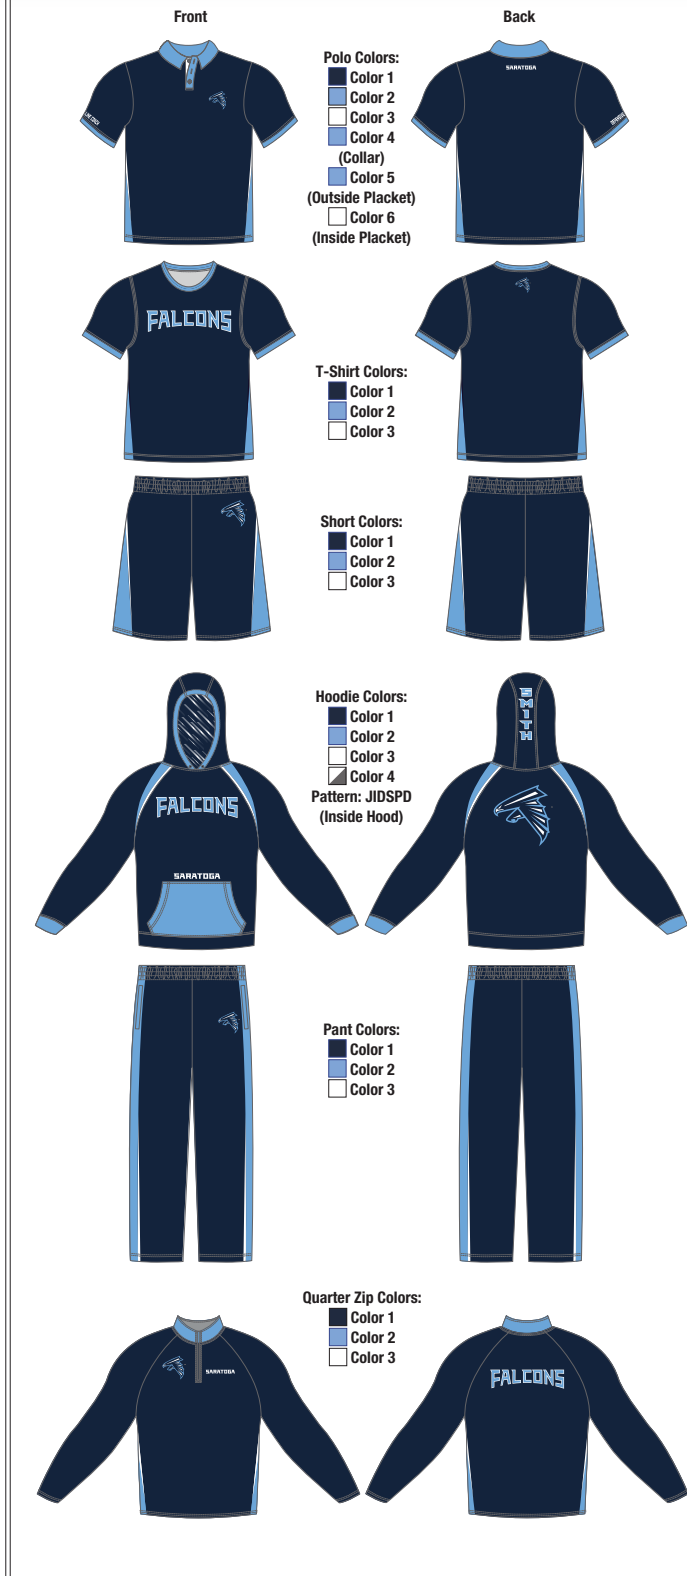 Front
Back
Polo Colors:
Color 1
Color 2
Color 3
Color 4
(Collar)
Color 5
(Outside Placket)
Color 6
(Inside Placket)
SARATOGA
FALCONS
T-Shirt Colors:
Color 1
Color 2
Color 3
Short Colors:
Color 1
Color 2
Color 3
Hoodie Colors:
Color 1
Color 2
Color 3
Color 4
Pattern: JIDSPD
(Inside Hood)
FALCONS
SARATOGA
SMITH
Pant Colors:
Color 1
Color 2
Color 3
Quarter Zip Colors:
Color 1
Color 2
Color 3
SARATOGA
FALCONS